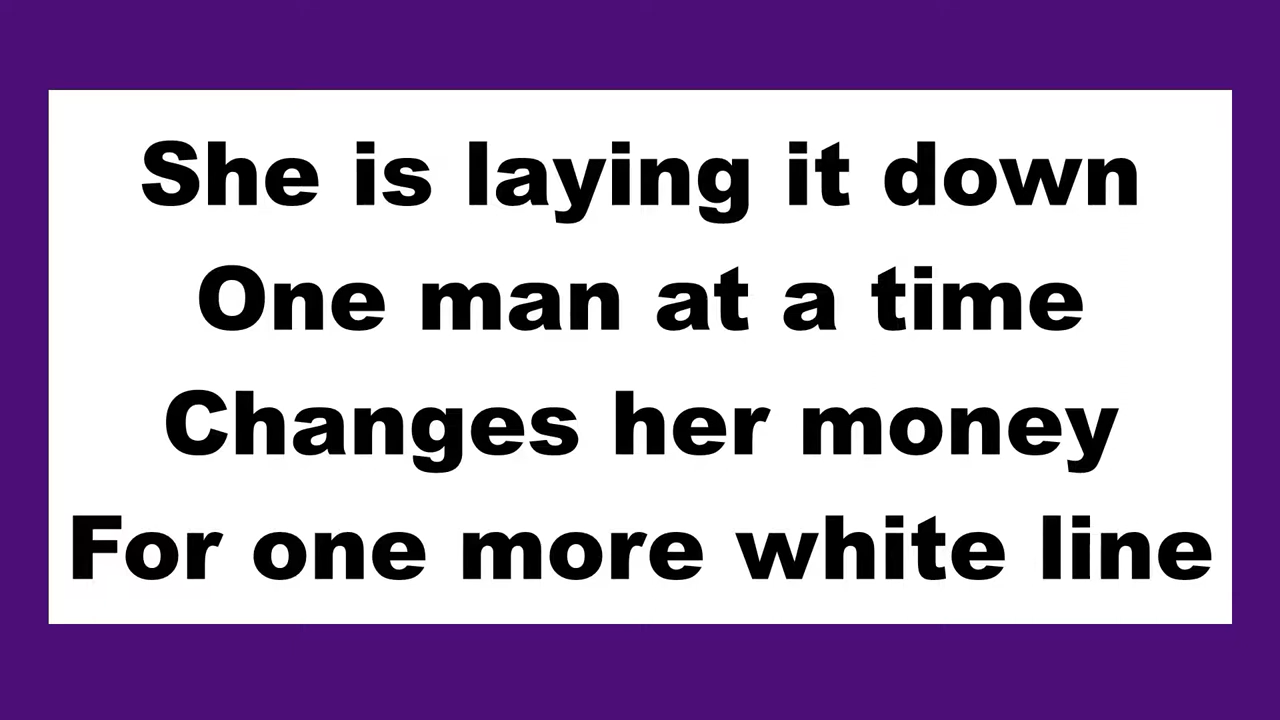 She is laying it down
One man at a time
Changes her money
For one more white line